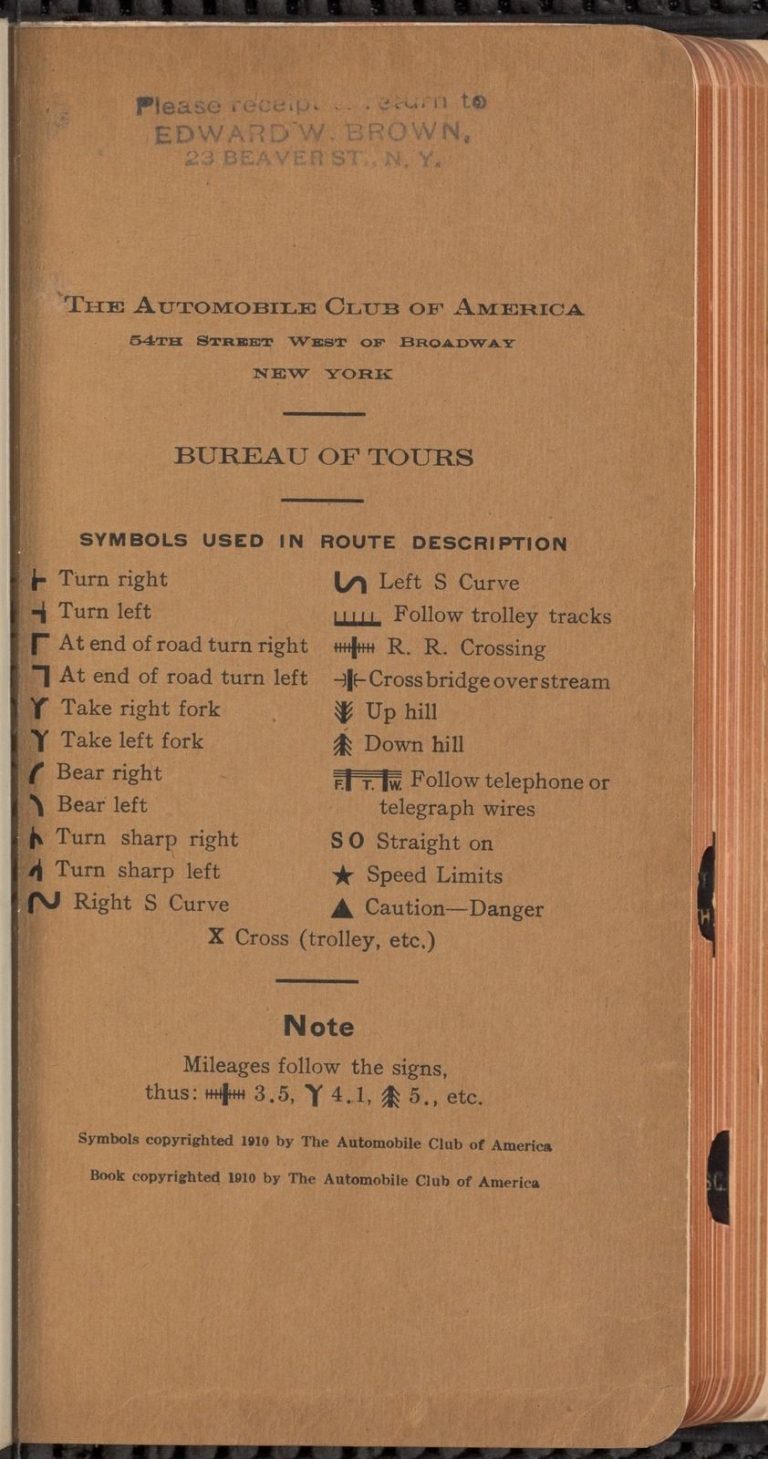 Please receipt return to
EDWARD W. BROWN,
23 BEAVER ST., N. Y.
THE AUTOMOBILE CLUB OF AMERICA
54TH STREET WEST OF BROADWAY
NEW YORK
BUREAU OF TOURS
SYMBOLS USED IN ROUTE DESCRIPTION
Turn right
Turn left
At end of road turn right
At end of road turn left
Take right fork
Take left fork
Bear right
Bear left
Turn sharp right
Turn sharp left
Right S Curve
Left S Curve
Follow trolley tracks
R. R. Crossing
Cross bridge over stream
Up hill
Down hill
F. T. W. Follow telephone or
telegraph wires
S O Straight on
★ Speed Limits
▲ Caution—Danger
X Cross (trolley, etc.)
Note
Mileages follow the signs,
thus: 3.5, 4.1, 5., etc.
Symbols copyrighted 1910 by The Automobile Club of America
Book copyrighted 1910 by The Automobile Club of America